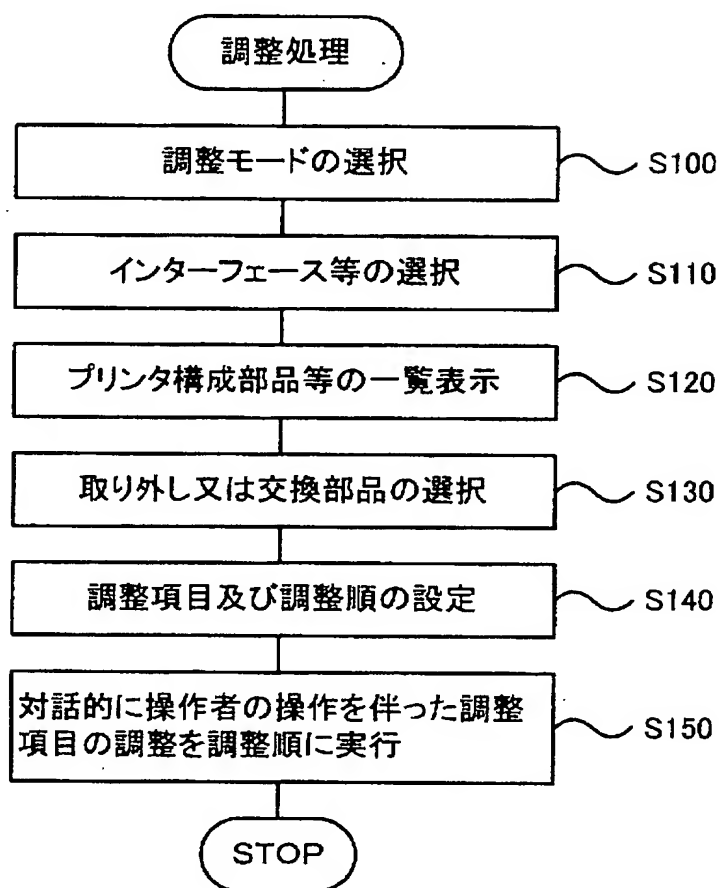 調整処理
調整モードの選択
S100
インターフェース等の選択
S110
プリンタ構成部品等の一覧表示
S120
取り外し又は交換部品の選択
S130
調整項目及び調整順の設定
S140
対話的に操作者の操作を伴った調整
項目の調整を調整順に実行
S150
STOP